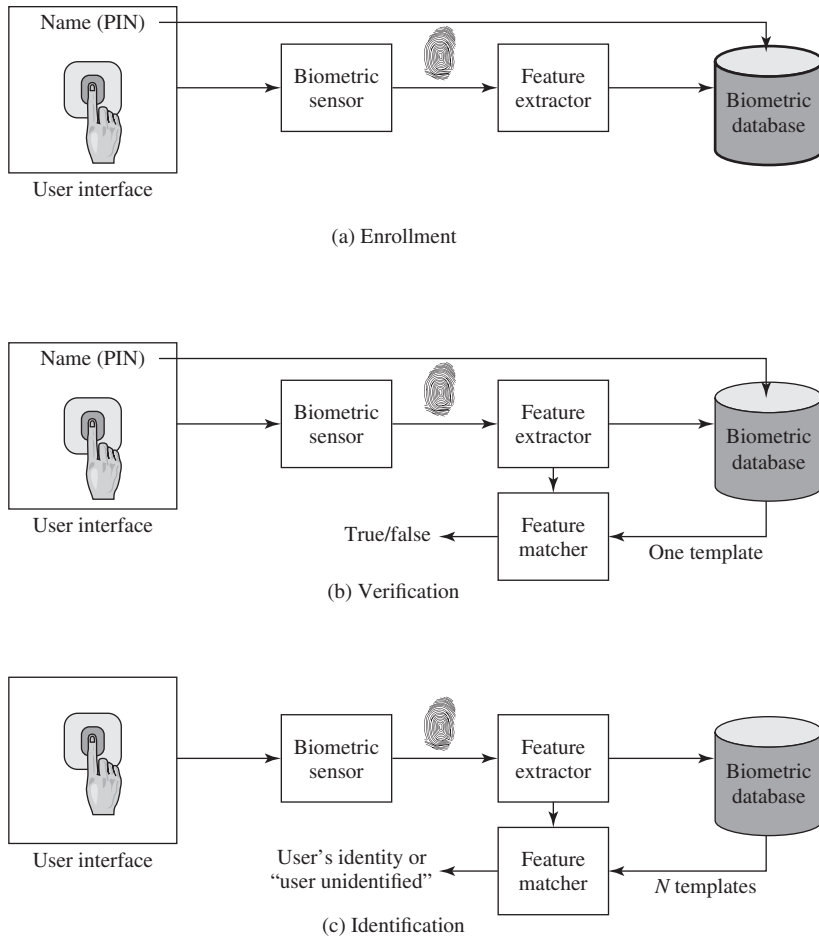 Name (PIN)
Biometric
sensor
Feature
extractor
Biometric
database
User interface
(a) Enrollment
Name (PIN)
Biometric
sensor
Feature
extractor
Biometric
database
User interface
True/false
Feature
matcher
One template
(b) Verification
Biometric
sensor
Feature
extractor
Biometric
database
User interface
User's identity or
“user unidentified”
Feature
matcher
N templates
(c) Identification